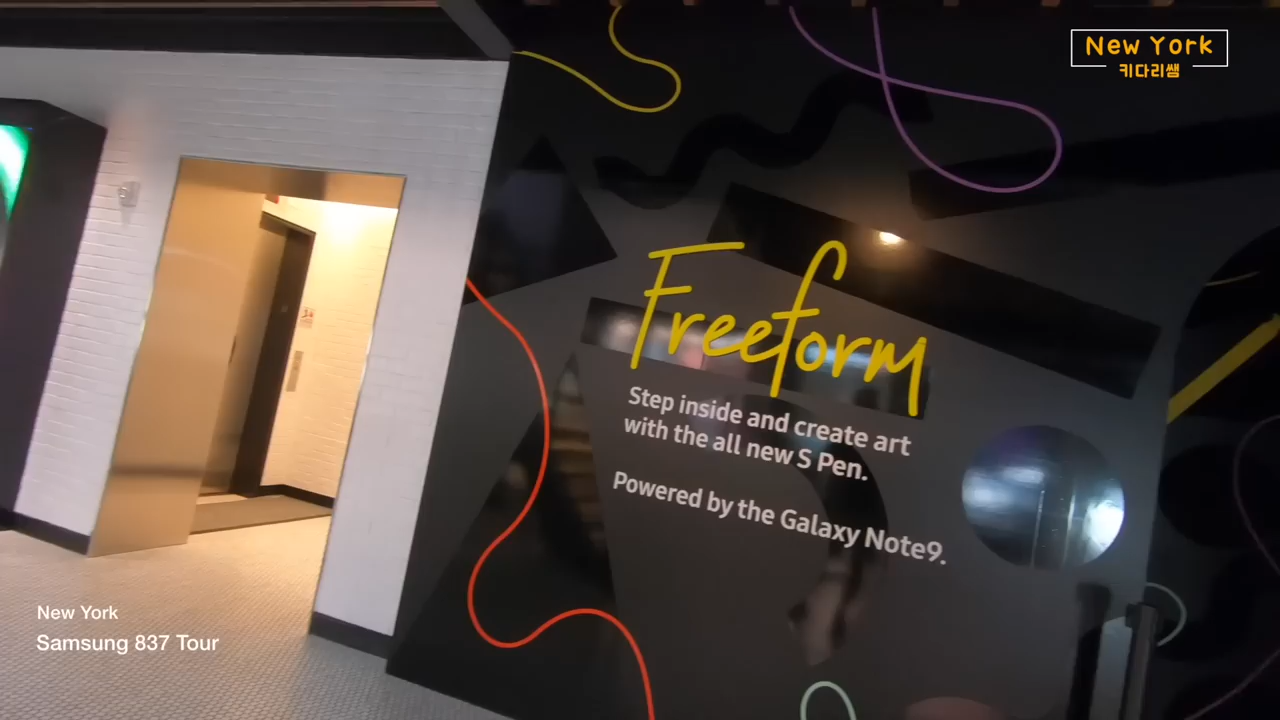 New York
키다리쌤
Freeform
Step inside and create art
with the all new S Pen.
Powered by the Galaxy Note9.
New York
Samsung 837 Tour